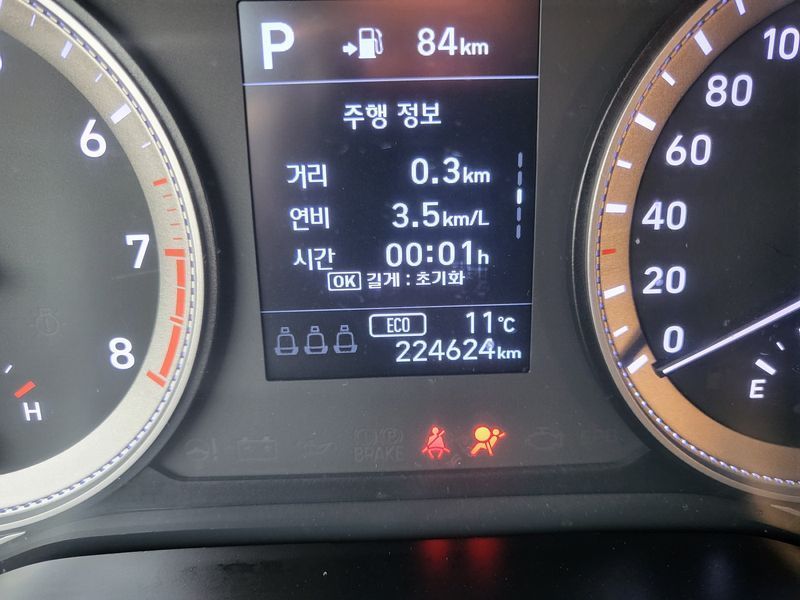 P 84km
주행 정보
거리 0.3km
연비 3.5km/L
시간 00:01h
OK 길게 : 초기화
ECO 11°C
224624km
6
7
8
H
BRAKE
100
80
60
40
20
0
E